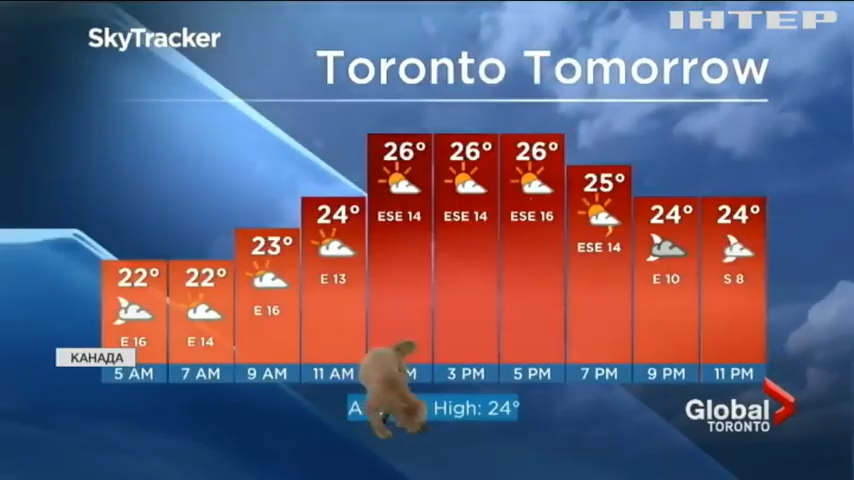 ІНТЕР
SkyTracker
Toronto Tomorrow
26° 26° 26°
25°
24° 24° 24°
ESE 14 ESE 14 ESE 16
23°
ESE 14
22° 22°
E 13 E 10 S 8
E 16
E 16 E 14
КАНАДА
5 AM 7 AM 9 AM 11 AM 3 PM 5 PM 7 PM 9 PM 11 PM
High: 24°
Global
TORONTO